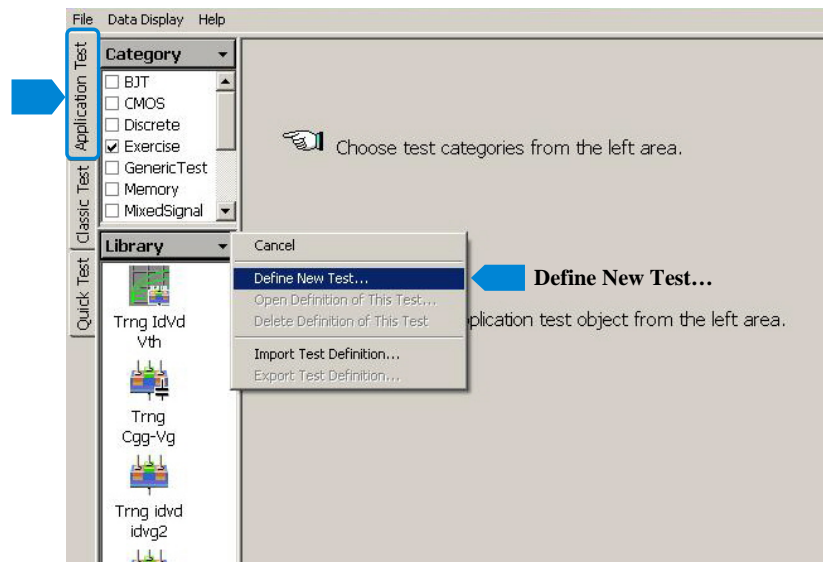 File Data Display Help
Application Test
Classic Test
Quick Test
Category
BJT
CMOS
Discrete
Exercise
GenericTest
Memory
MixedSignal
Choose test categories from the left area.
Library
Trng IdVd
Vth
Trng
Cgg-Vg
Trng idvd
idvg2
Cancel
Define New Test...
Open Definition of This Test...
Delete Definition of This Test
Import Test Definition...
Export Test Definition...
Define New Test…
plication test object from the left area.